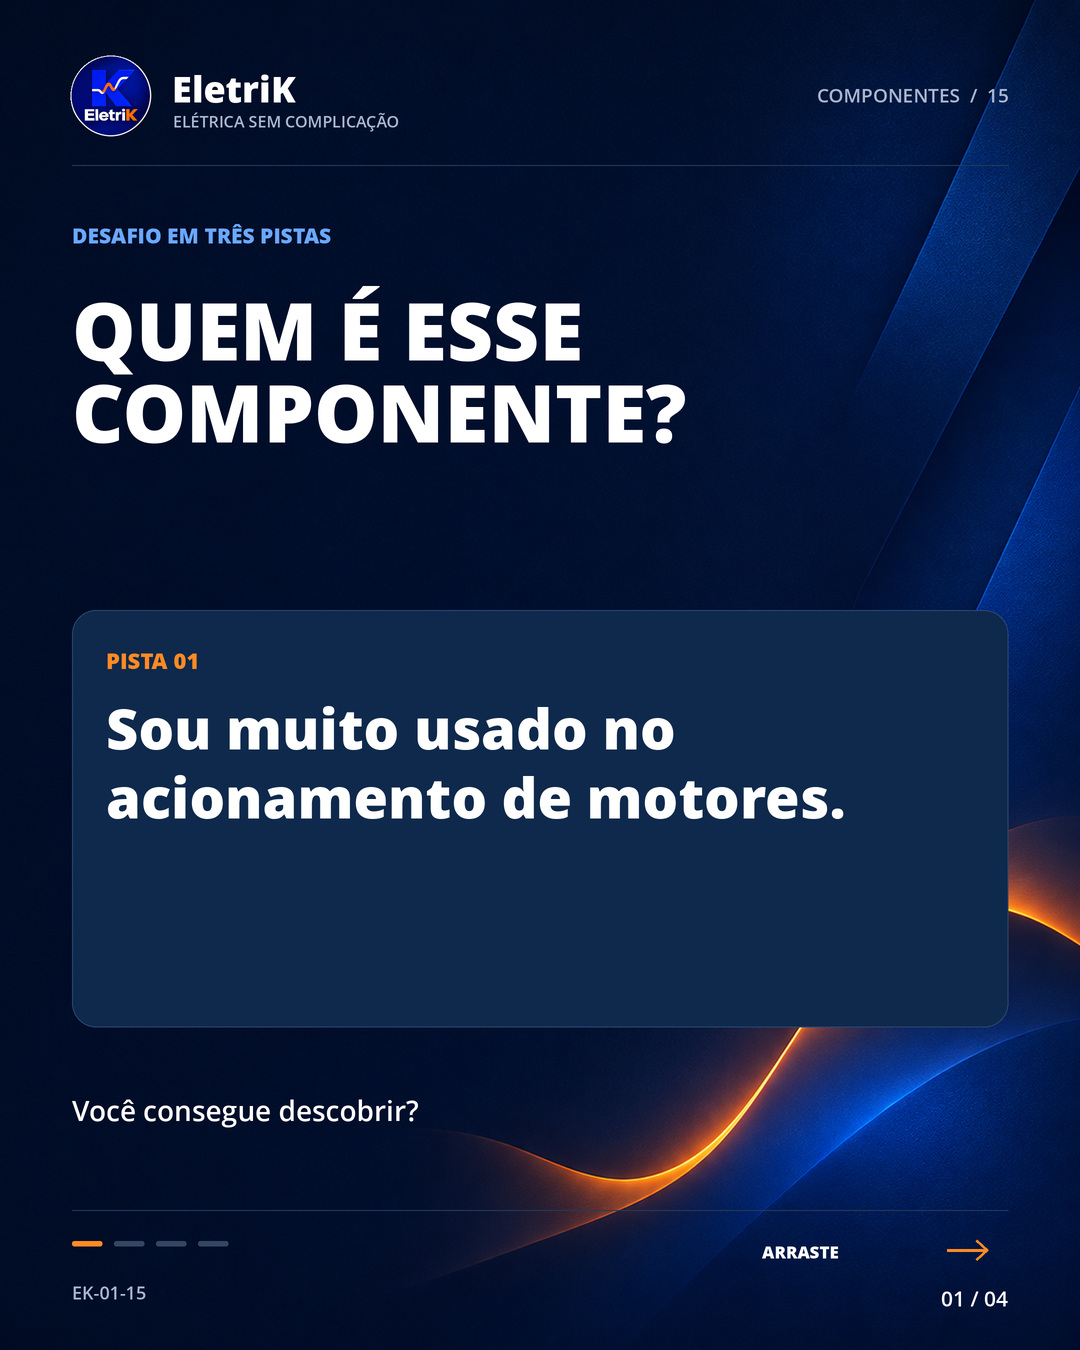 EletriK
EletriK
ELÉTRICA SEM COMPLICAÇÃO
COMPONENTES / 15
DESAFIO EM TRÊS PISTAS
QUEM É ESSE
COMPONENTE?
PISTA 01
Sou muito usado no
acionamento de motores.
Você consegue descobrir?
ARRASTE
EK-01-15
01 / 04